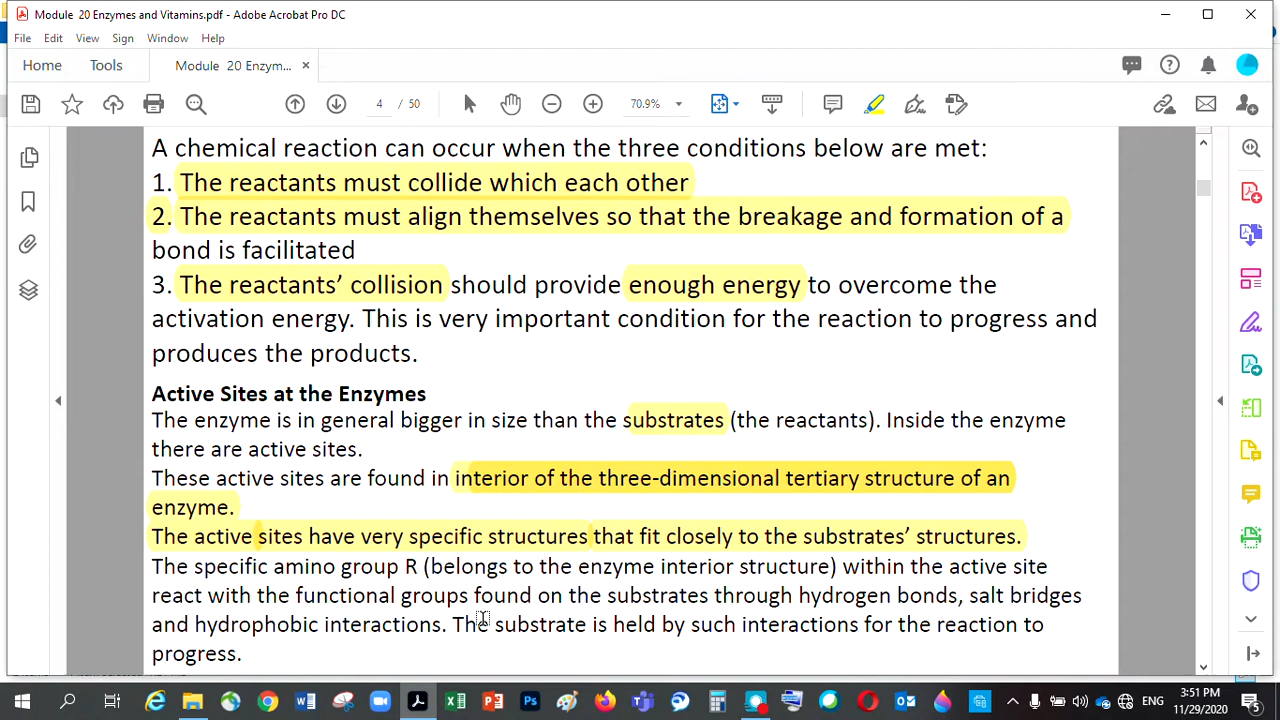 Module 20 Enzymes and Vitamins.pdf - Adobe Acrobat Pro DC
File Edit View Sign Window Help
Home Tools Module 20 Enzym... ×
4 / 50 70.9%
A chemical reaction can occur when the three conditions below are met:
1. The reactants must collide which each other
2. The reactants must align themselves so that the breakage and formation of a
bond is facilitated
3. The reactants’ collision should provide enough energy to overcome the
activation energy. This is very important condition for the reaction to progress and
produces the products.
Active Sites at the Enzymes
The enzyme is in general bigger in size than the substrates (the reactants). Inside the enzyme
there are active sites.
These active sites are found in interior of the three-dimensional tertiary structure of an
enzyme.
The active sites have very specific structures that fit closely to the substrates’ structures.
The specific amino group R (belongs to the enzyme interior structure) within the active site
react with the functional groups found on the substrates through hydrogen bonds, salt bridges
and hydrophobic interactions. The substrate is held by such interactions for the reaction to
progress.
ENG
3:51 PM
11/29/2020
5